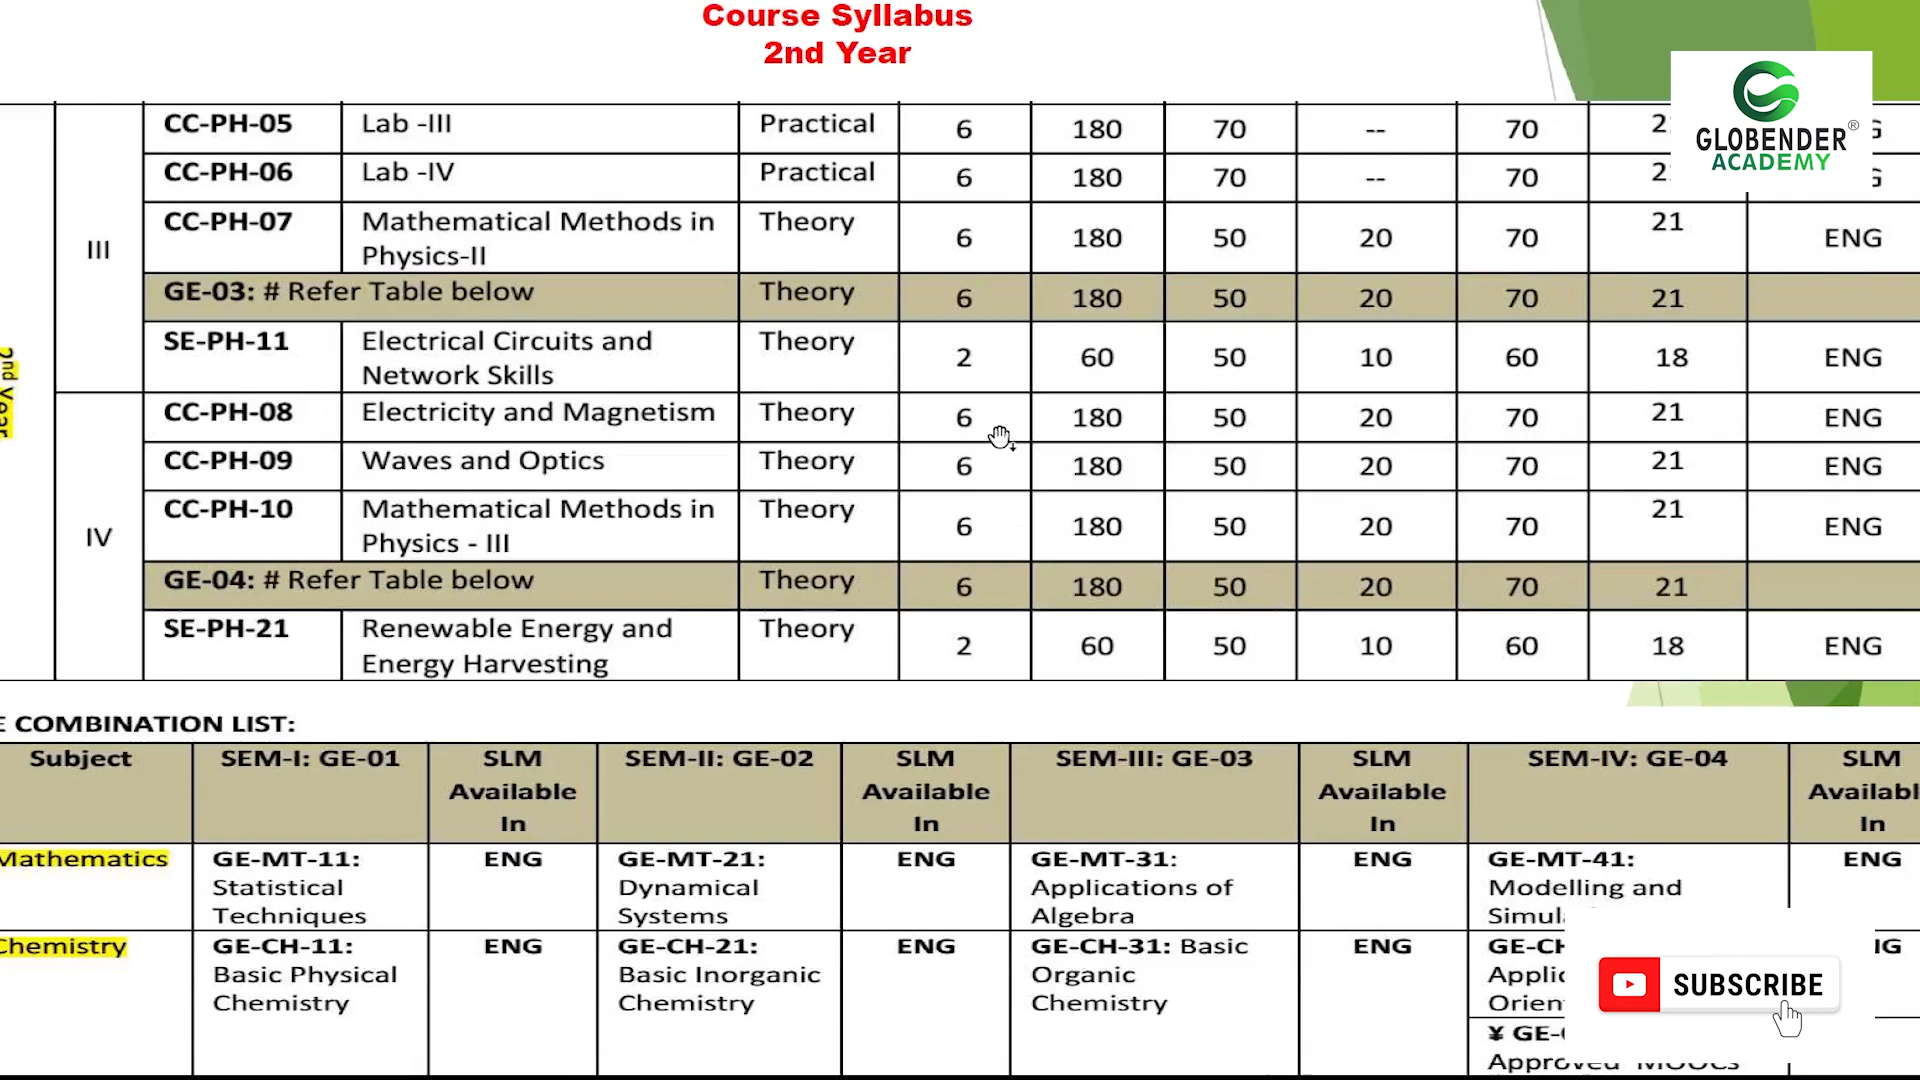 Course Syllabus
2nd Year
GLOBENDER®
ACADEMY
2nd Year
III
CC-PH-05 Lab -III Practical 6 180 70 -- 70
CC-PH-06 Lab -IV Practical 6 180 70 -- 70
CC-PH-07 Mathematical Methods in Physics-II Theory 6 180 50 20 70 21 ENG
GE-03: # Refer Table below Theory 6 180 50 20 70 21
SE-PH-11 Electrical Circuits and Network Skills Theory 2 60 50 10 60 18 ENG
IV
CC-PH-08 Electricity and Magnetism Theory 6 180 50 20 70 21 ENG
CC-PH-09 Waves and Optics Theory 6 180 50 20 70 21 ENG
CC-PH-10 Mathematical Methods in Physics - III Theory 6 180 50 20 70 21 ENG
GE-04: # Refer Table below Theory 6 180 50 20 70 21
SE-PH-21 Renewable Energy and Energy Harvesting Theory 2 60 50 10 60 18 ENG
E COMBINATION LIST:
Subject SEM-I: GE-01 SLM Available In SEM-II: GE-02 SLM Available In SEM-III: GE-03 SLM Available In SEM-IV: GE-04 SLM Availabl In
Mathematics GE-MT-11: Statistical Techniques ENG GE-MT-21: Dynamical Systems ENG GE-MT-31: Applications of Algebra ENG GE-MT-41: Modelling and ENG
Chemistry GE-CH-11: Basic Physical Chemistry ENG GE-CH-21: Basic Inorganic Chemistry ENG GE-CH-31: Basic Organic Chemistry ENG
¥ GE-
Approved MOOCs
SUBSCRIBE